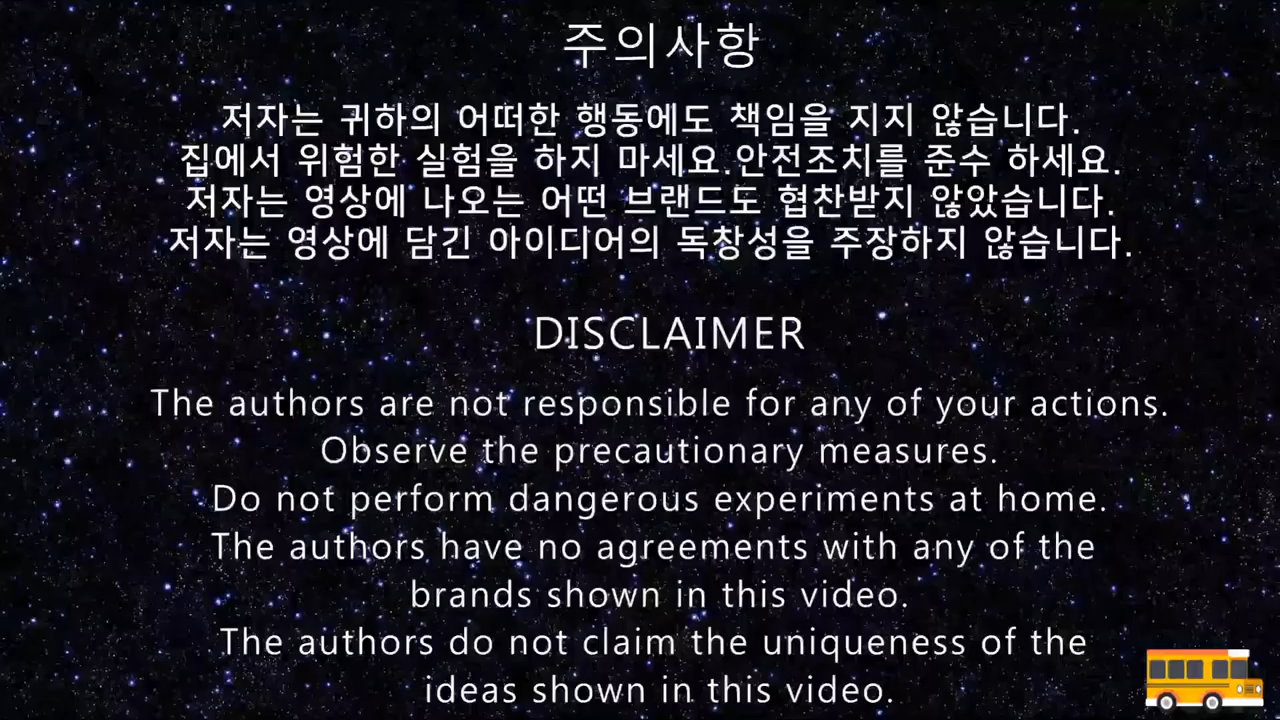 주의사항
저자는 귀하의 어떠한 행동에도 책임을 지지 않습니다.
집에서 위험한 실험을 하지 마세요.안전조치를 준수 하세요.
저자는 영상에 나오는 어떤 브랜드도 협찬받지 않았습니다.
저자는 영상에 담긴 아이디어의 독창성을 주장하지 않습니다.
DISCLAIMER
The authors are not responsible for any of your actions.
Observe the precautionary measures.
Do not perform dangerous experiments at home.
The authors have no agreements with any of the
brands shown in this video.
The authors do not claim the uniqueness of the
ideas shown in this video.